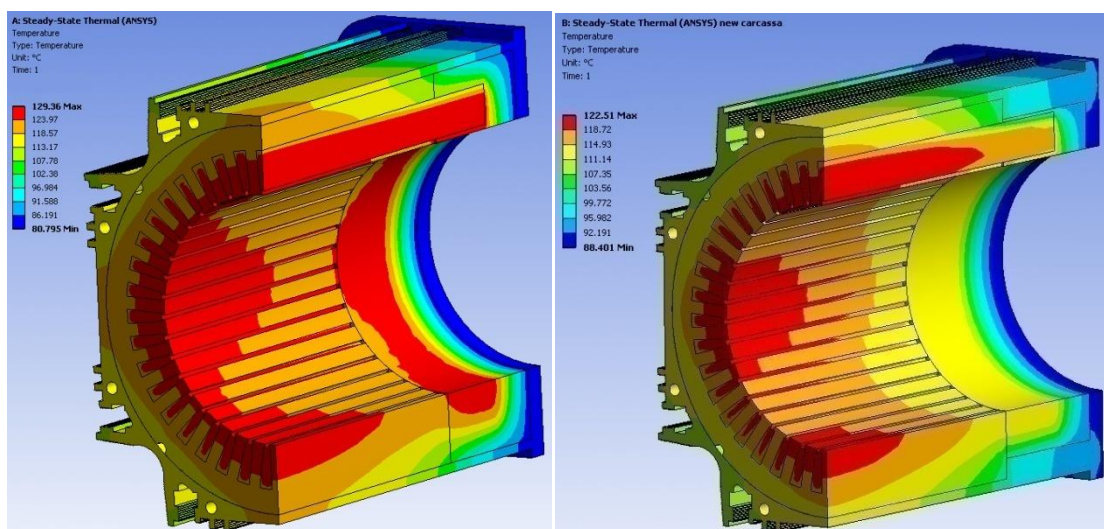 A: Steady-State Thermal (ANSYS)
Temperature
Type: Temperature
Unit: °C
Time: 1
129.36 Max
123.97
118.57
113.17
107.78
102.38
96.984
91.588
86.191
80.795 Min
B: Steady-State Thermal (ANSYS) new carcassa
Temperature
Type: Temperature
Unit: °C
Time: 1
122.51 Max
118.72
114.93
111.14
107.35
103.56
99.772
95.982
92.191
88.401 Min